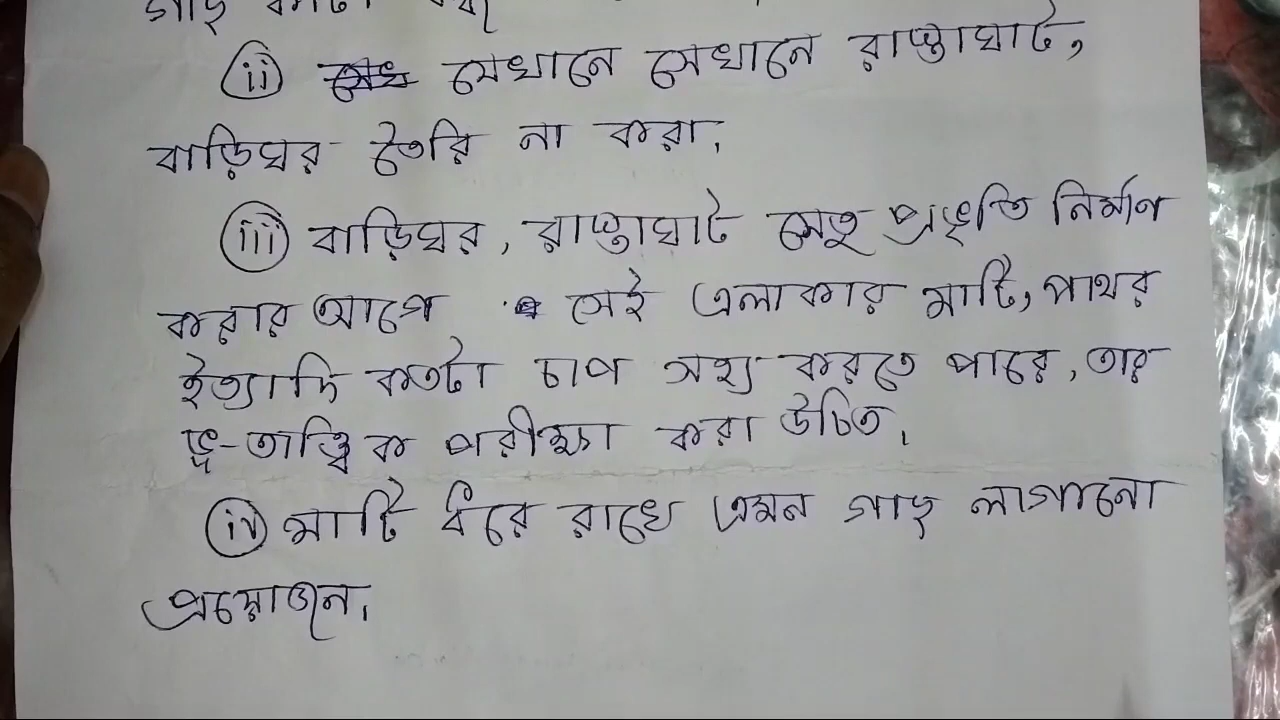 গাছ কাটা বন্ধ
ii যেখানে সেখানে রাস্তাঘাট,
বাড়িঘর তৈরি না করা।
iii বাড়িঘর, রাস্তাঘাট সেতু প্রভৃতি নির্মাণ
করার আগে সেই এলাকার মাটি, পাথর
ইত্যাদি কতটা চাপ সহ্য করতে পারে, তার
ভূ-তাত্ত্বিক পরীক্ষা করা উচিত।
iv মাটি ধরে রাখে এমন গাছ লাগানো
প্রয়োজন।